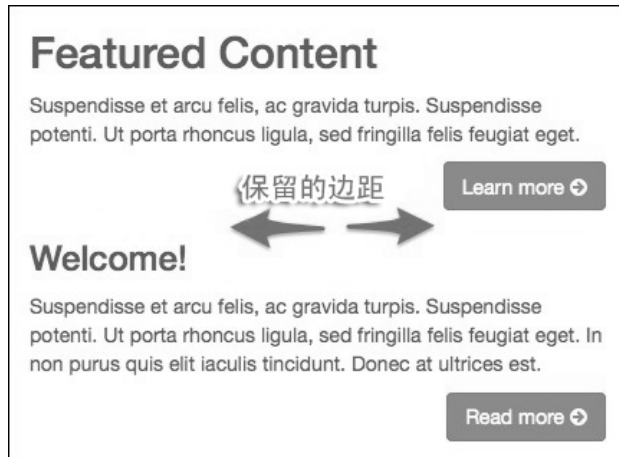 Featured Content
Suspendisse et arcu felis, ac gravida turpis. Suspendisse
potenti. Ut porta rhoncus ligula, sed fringilla felis feugiat eget.
Learn more
保留的边距
Welcome!
Suspendisse et arcu felis, ac gravida turpis. Suspendisse
potenti. Ut porta rhoncus ligula, sed fringilla felis feugiat eget. In
non purus quis elit iaculis tincidunt. Donec at ultrices est.
Read more